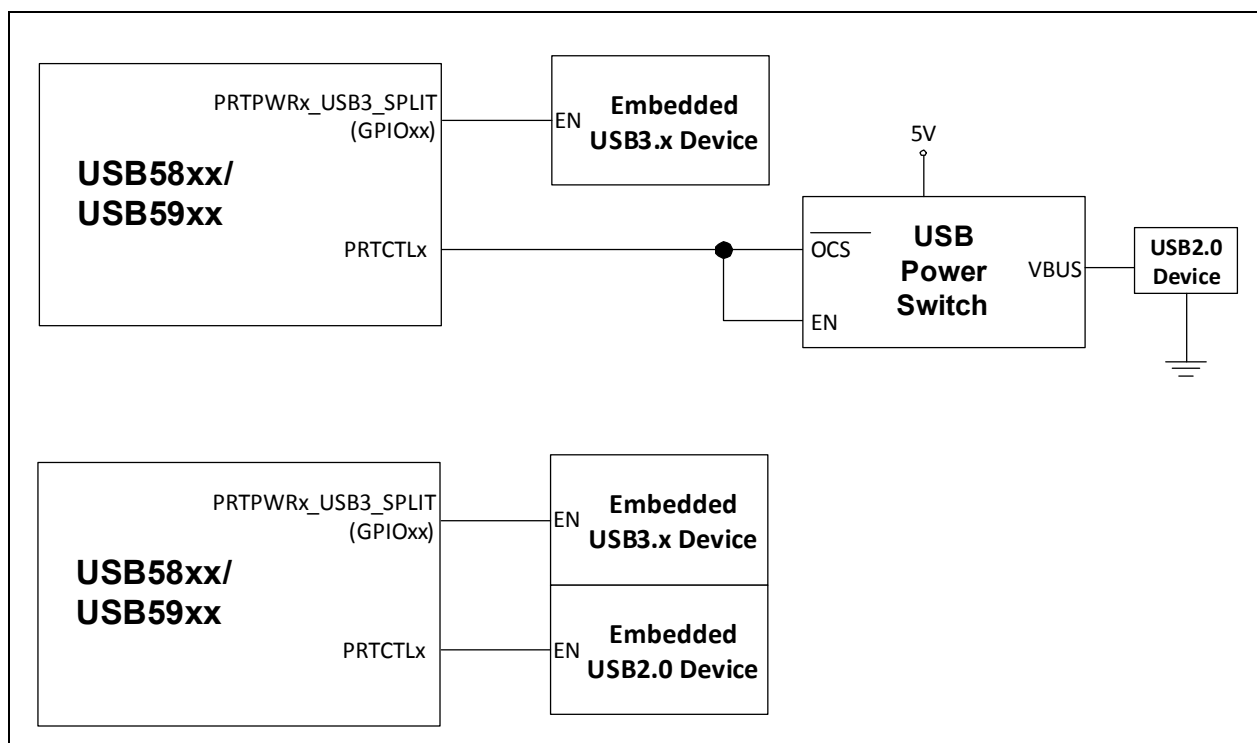 PRTPWRx_USB3_SPLIT
(GPIOxx)
USB58xx/
USB59xx
PRTCTLx
EN
Embedded
USB3.x Device
5V
OCS
EN
USB
Power
Switch
VBUS
USB2.0
Device
PRTPWRx_USB3_SPLIT
(GPIOxx)
USB58xx/
USB59xx
PRTCTLx
EN
Embedded
USB3.x Device
EN
Embedded
USB2.0 Device